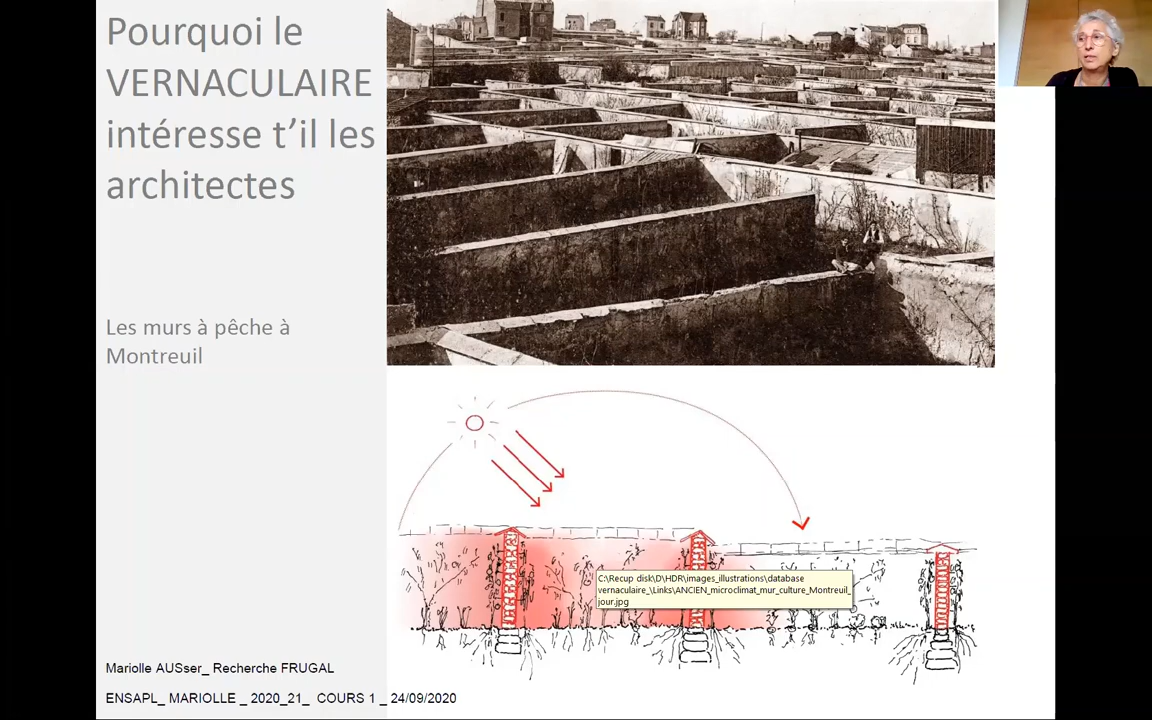 Pourquoi le
VERNACULAIRE
intéresse t’il les
architectes
Les murs à pêche à
Montreuil
C:\Recup disk\D\HDR\images_illustrations\database
vernaculaire_\Links\ANCIEN_microclimat_mur_culture_Montreuil_
jour.jpg
Mariolle AUSser_ Recherche FRUGAL
ENSAPL_ MARIOLLE _ 2020_21_ COURS 1 _ 24/09/2020